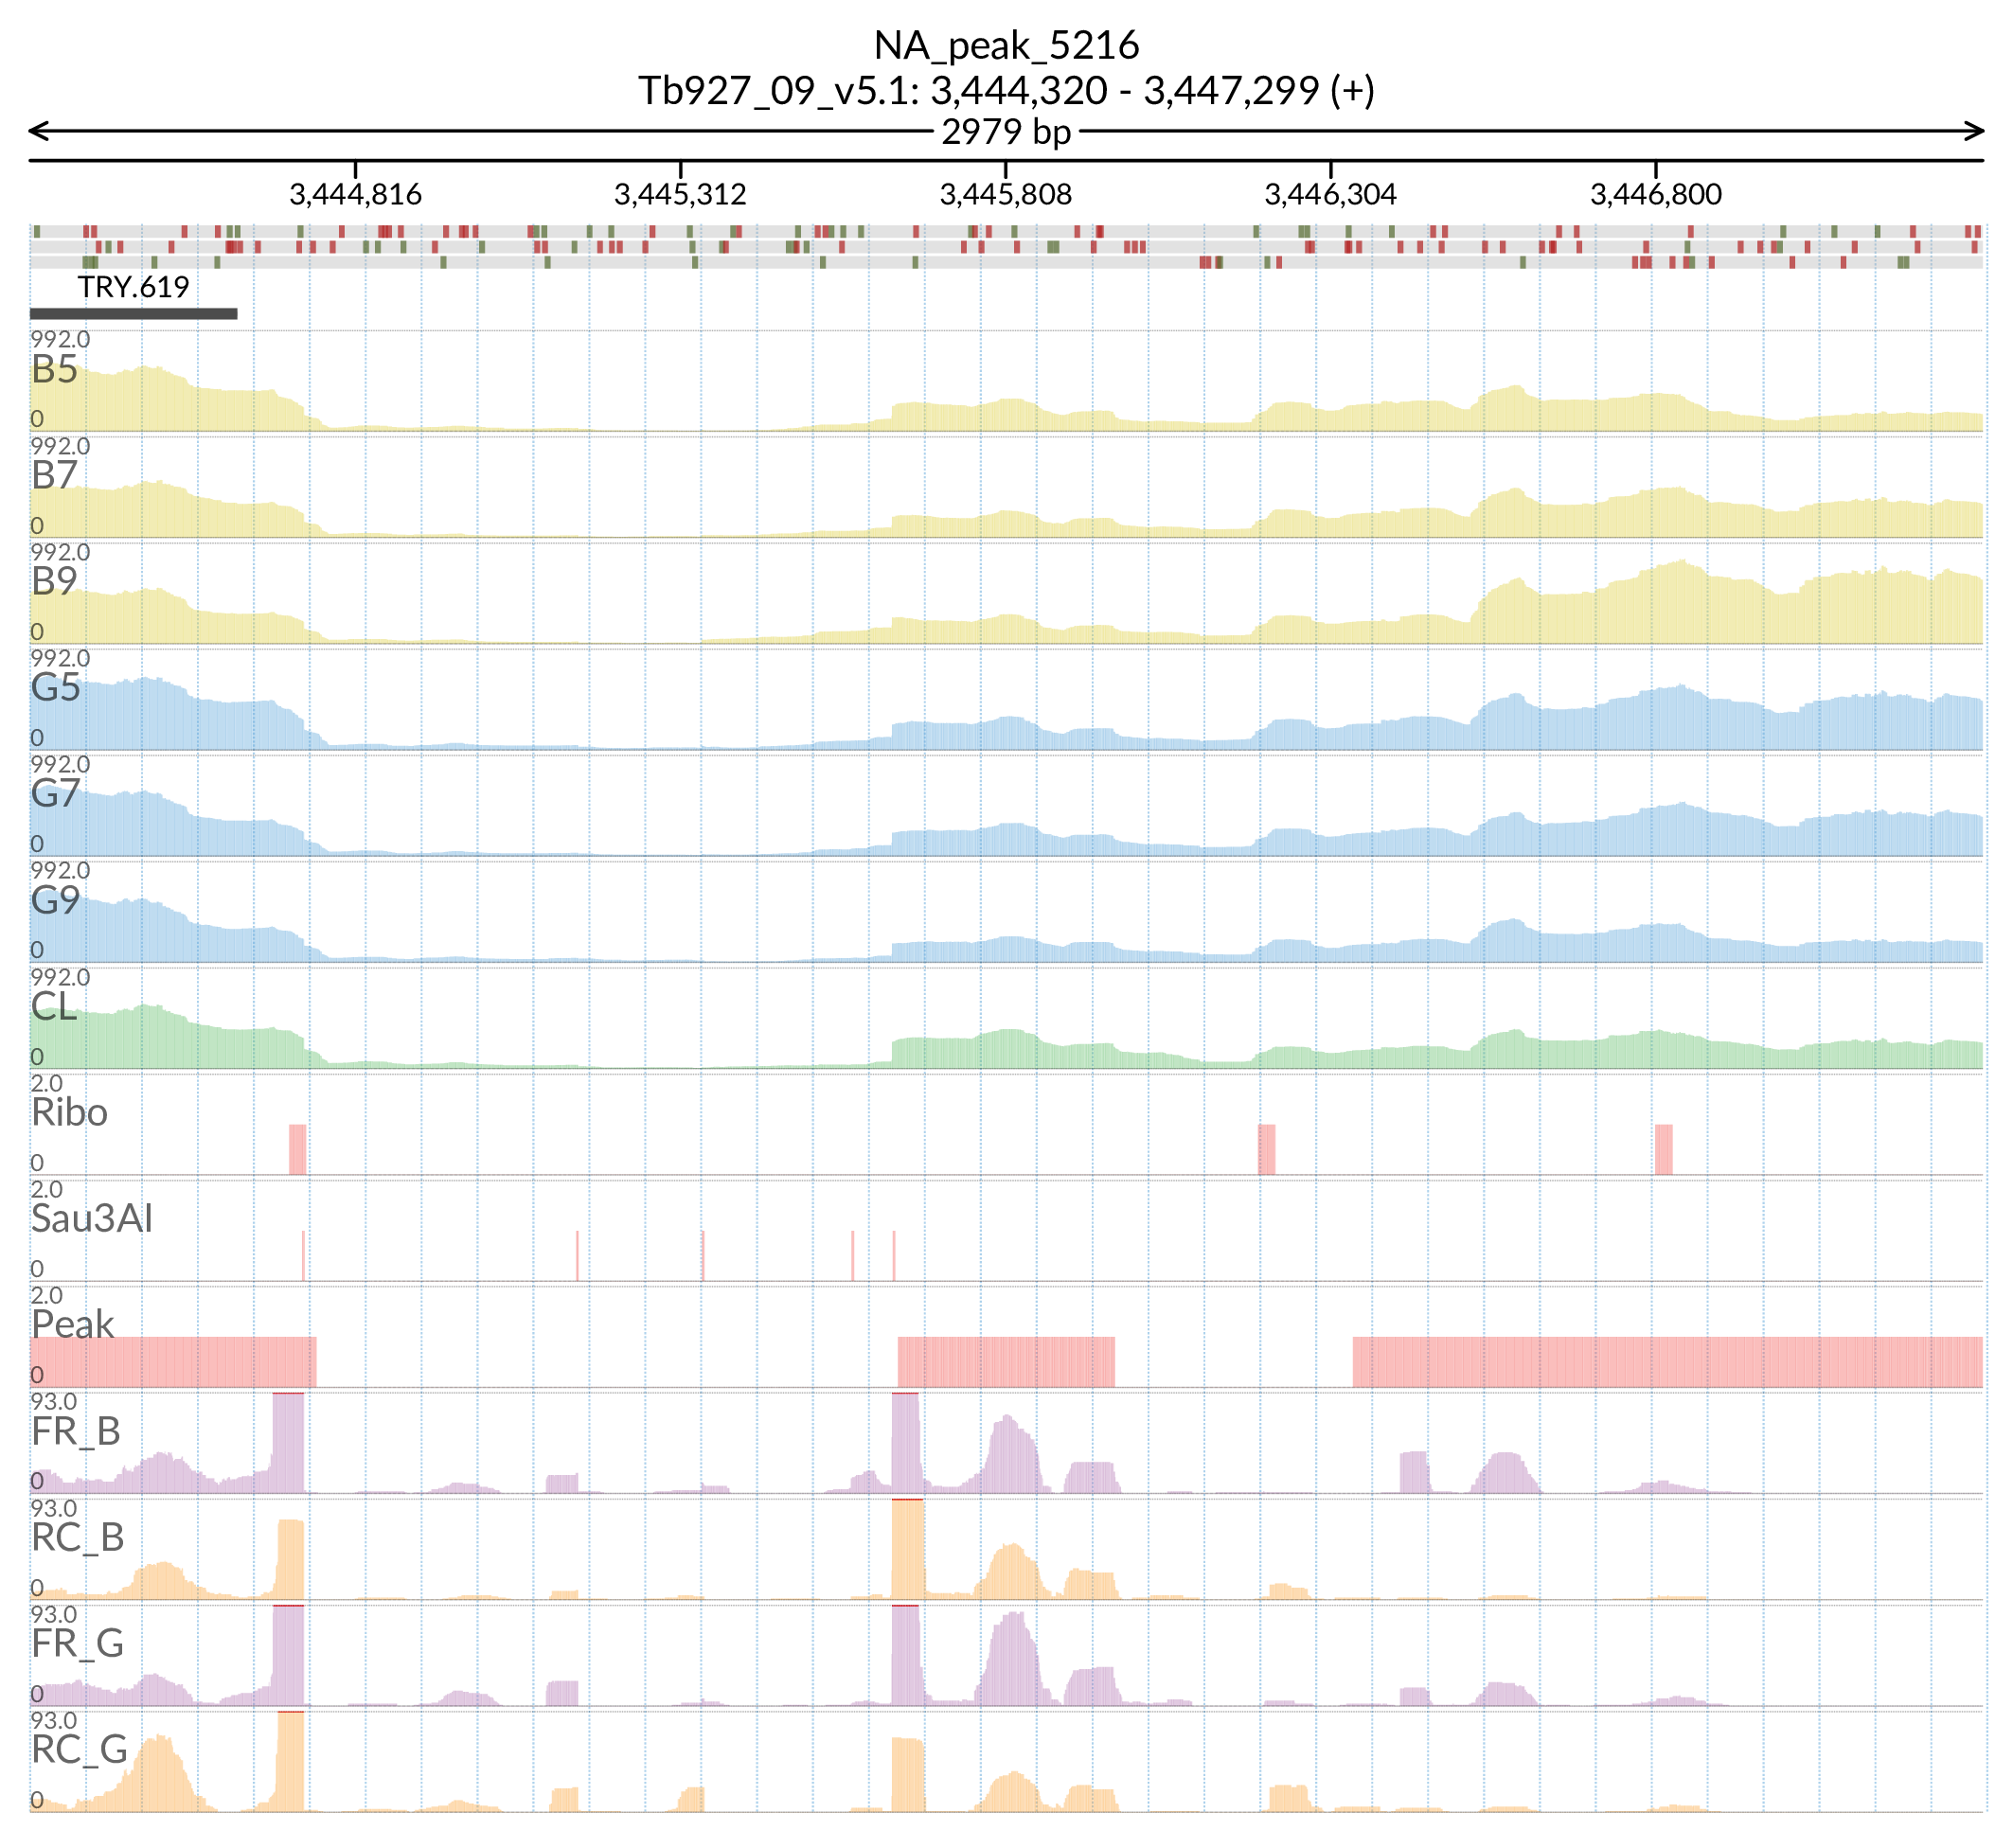 NA_peak_5216
Tb927_09_v5.1: 3,444,320 - 3,447,299 (+)
2979 bp
3,444,816 3,445,312 3,445,808 3,446,304 3,446,800
TRY.619
992.0
B5
0
992.0
B7
0
992.0
B9
0
992.0
G5
0
992.0
G7
0
992.0
G9
0
992.0
CL
0
2.0
Ribo
0
2.0
Sau3AI
0
2.0
Peak
0
93.0
FR_B
0
93.0
RC_B
0
93.0
FR_G
0
93.0
RC_G
0